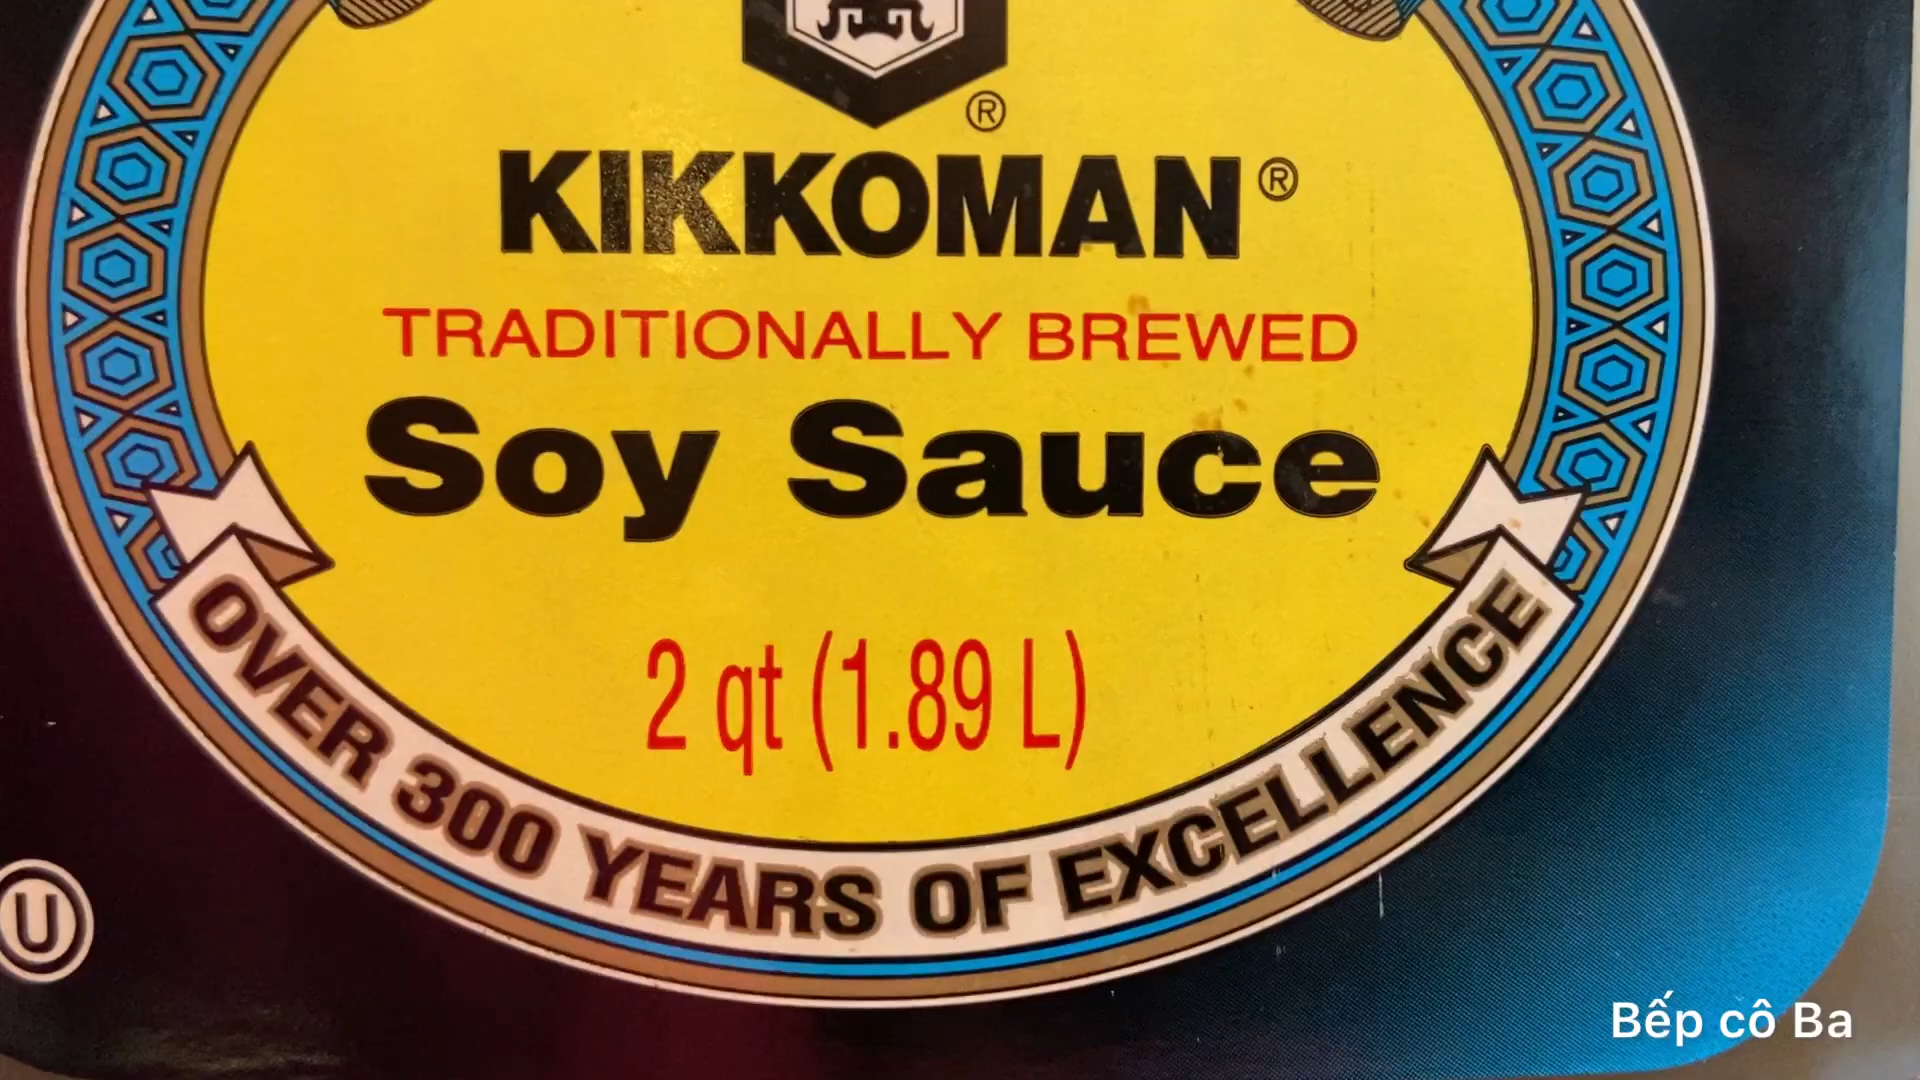 ®
KIKKOMAN®
TRADITIONALLY BREWED
Soy Sauce
2 qt (1.89 L)
OVER 300 YEARS OF EXCELLENCE
U
Bếp cô Ba